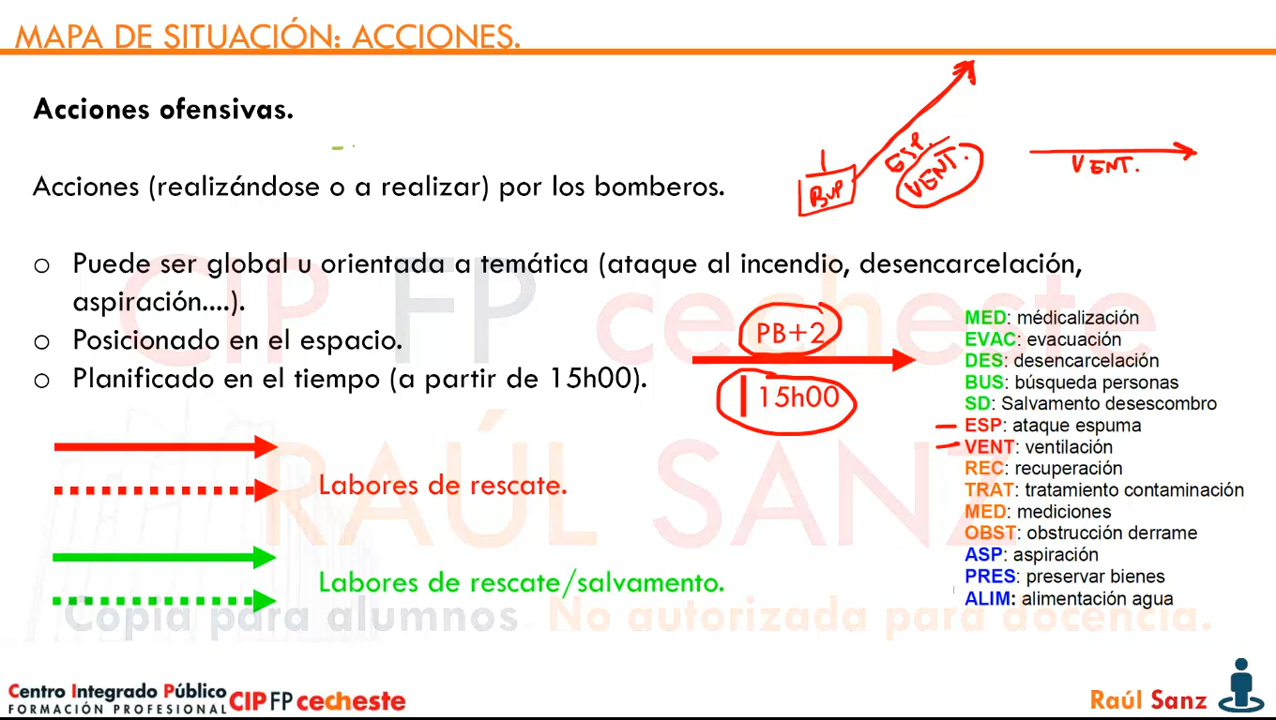 MAPA DE SITUACIÓN: ACCIONES.
Acciones ofensivas.
Acciones (realizándose o a realizar) por los bomberos.
BUP
ESP.
VENT.
VENT.
o Puede ser global u orientada a temática (ataque al incendio, desencarcelación,
aspiración....).
o Posicionado en el espacio.
o Planificado en el tiempo (a partir de 15h00).
PB+2
15h00
Labores de rescate.
Labores de rescate/salvamento.
MED: médicalización
EVAC: evacuación
DES: desencarcelación
BUS: búsqueda personas
SD: Salvamento desescombro
ESP: ataque espuma
VENT: ventilación
REC: recuperación
TRAT: tratamiento contaminación
MED: mediciones
OBST: obstrucción derrame
ASP: aspiración
PRES: preservar bienes
ALIM: alimentación agua
CIP FP cecheste
RAÚL SANZ
Copia para alumnos. No autorizada para docencia.
Centro Integrado Público
FORMACIÓN PROFESIONAL CIP FP cecheste
Raúl Sanz